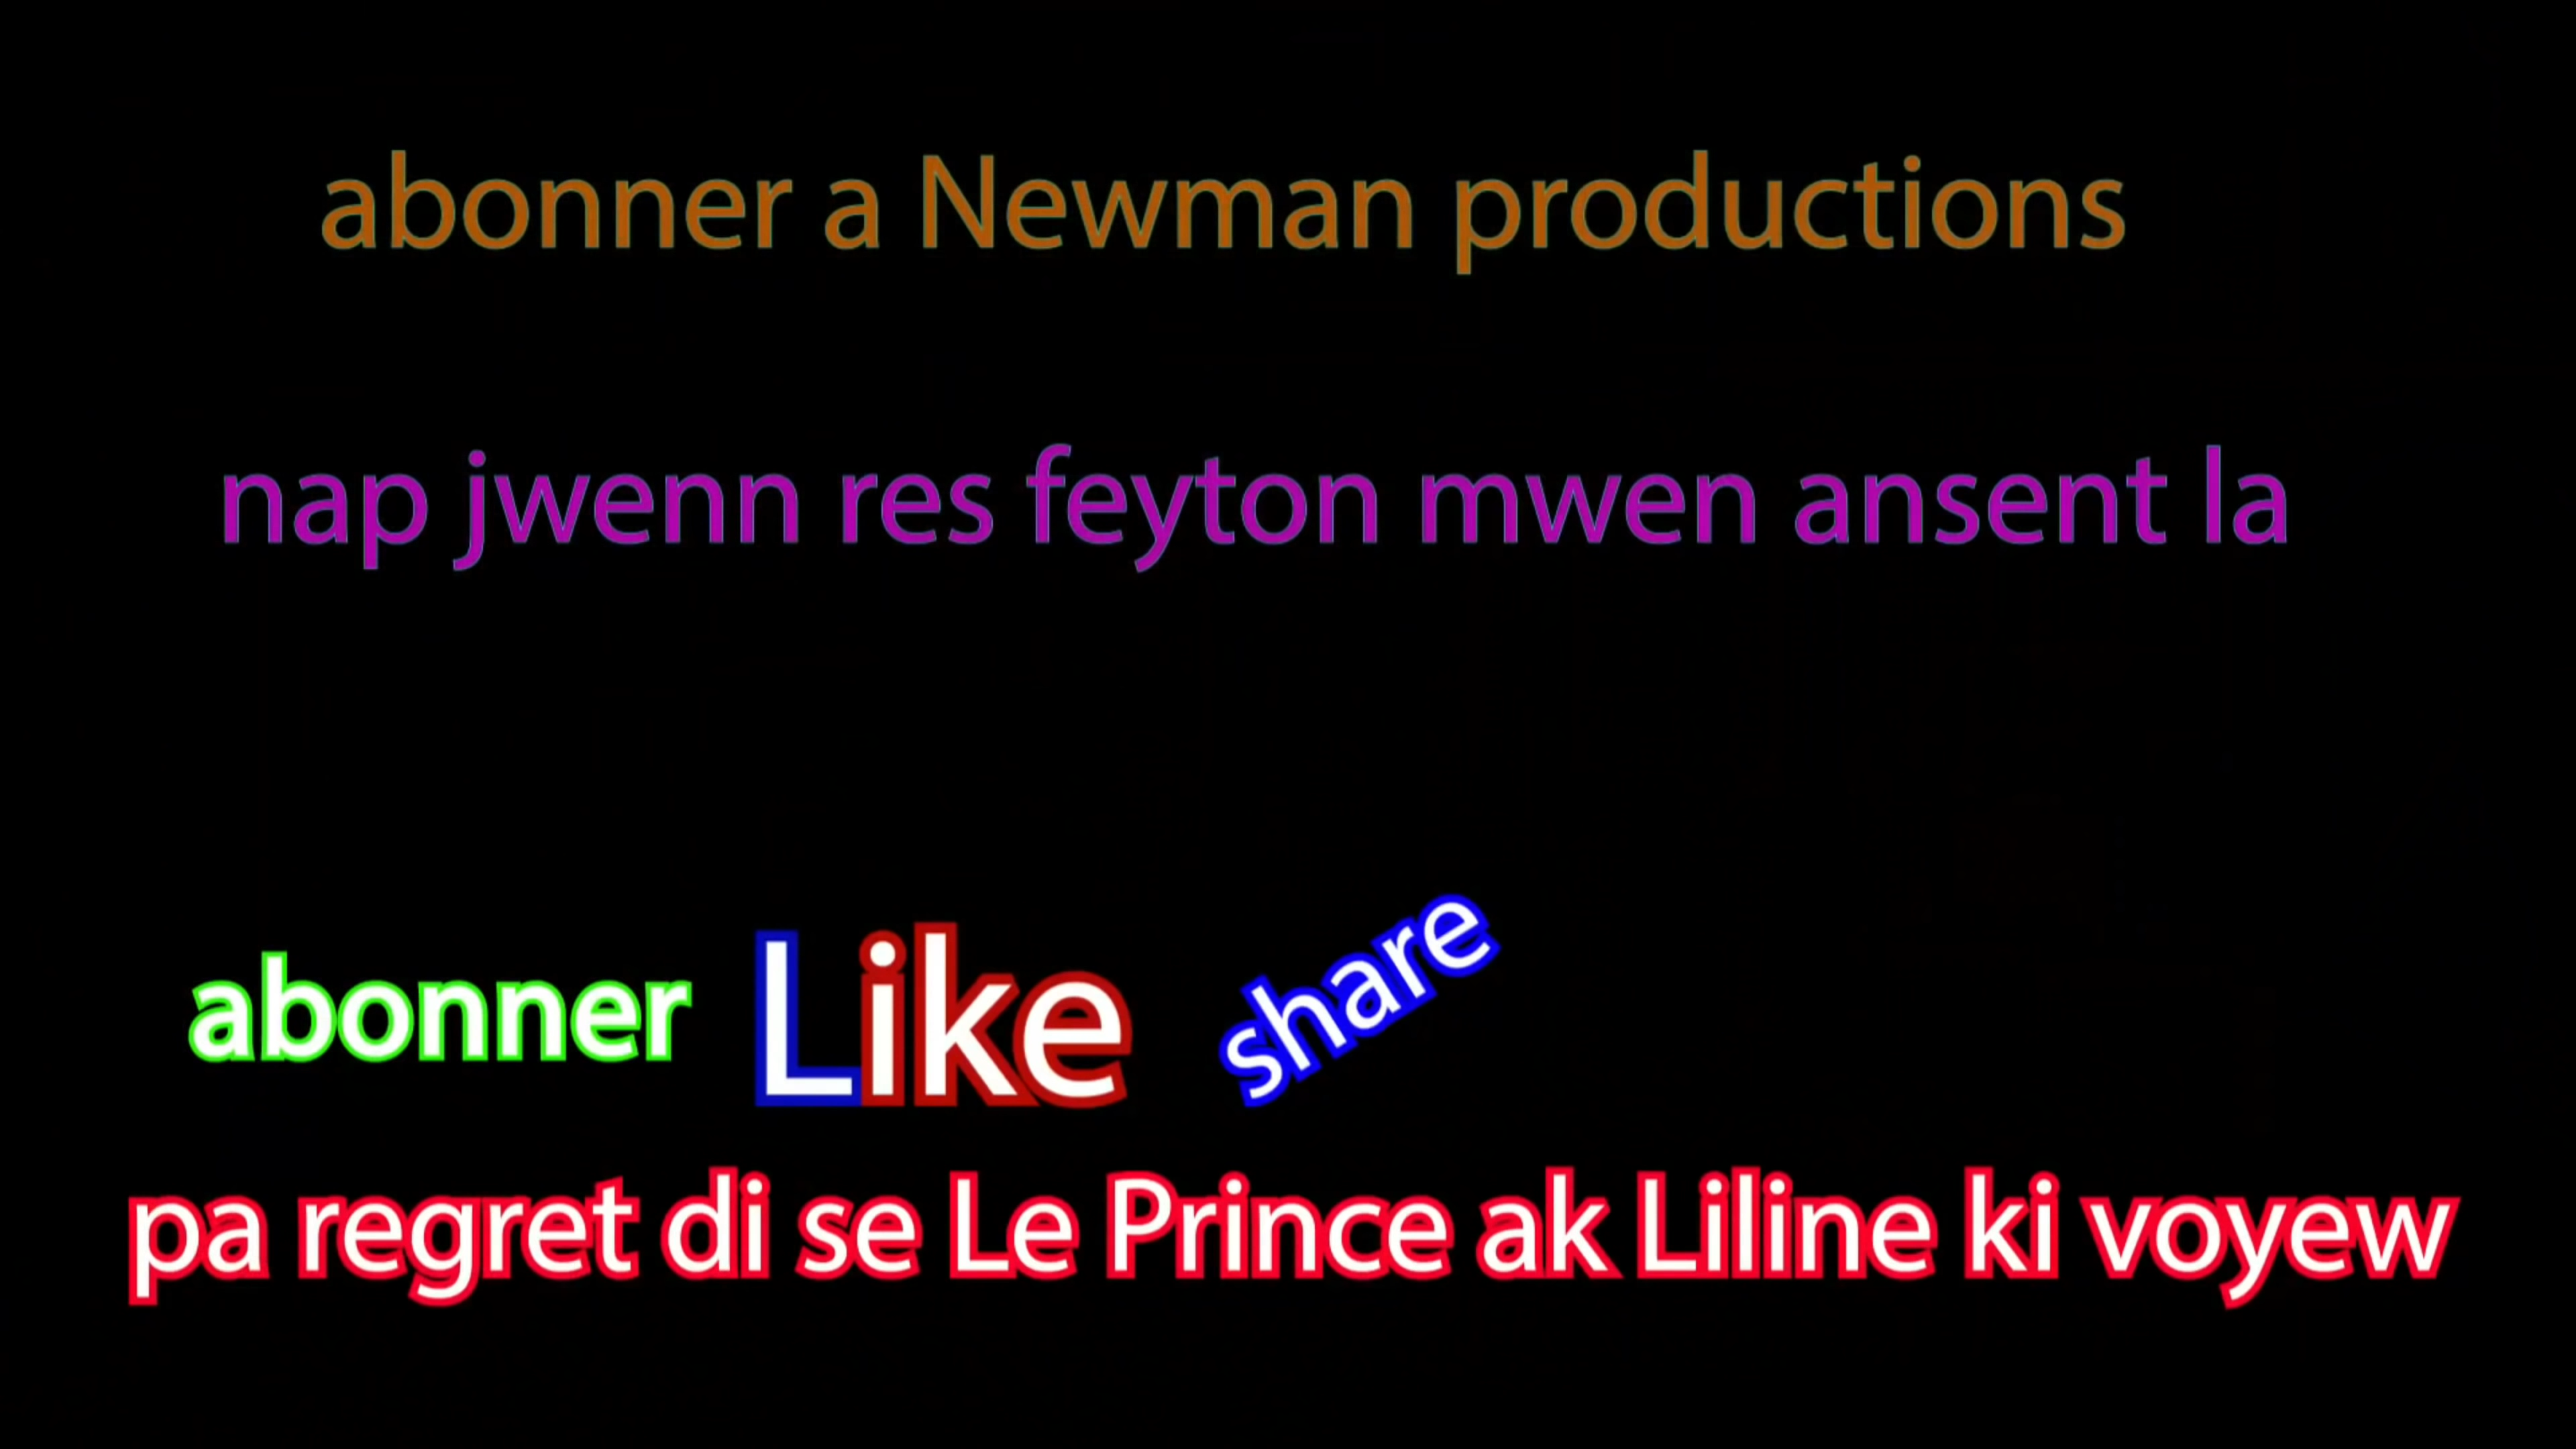 abonner a Newman productions
nap jwenn res feyton mwen ansent la
abonner Like share
pa regret di se Le Prince ak Liline ki voyew